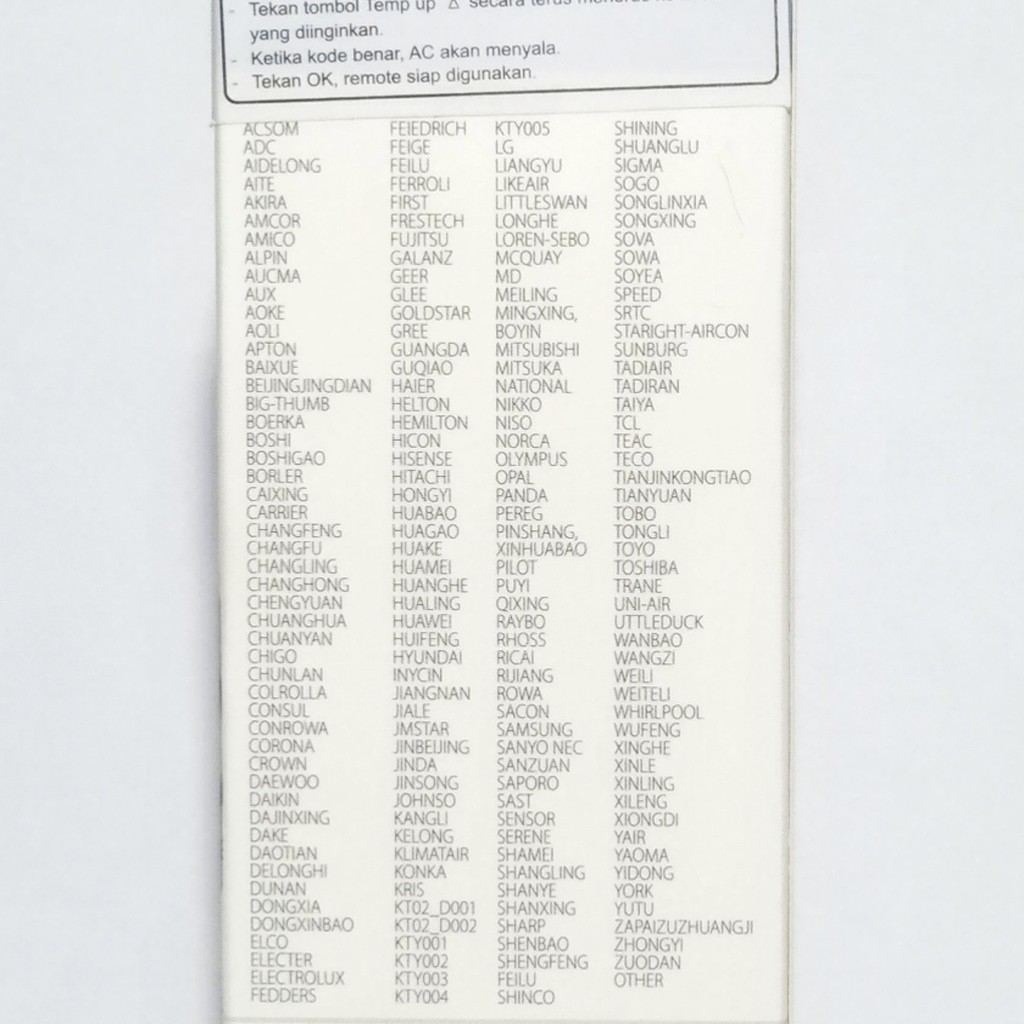 - Tekan tombol Temp up △ secara terus
yang diinginkan.
- Ketika kode benar, AC akan menyala.
- Tekan OK, remote siap digunakan.
ACSOM
ADC
AIDELONG
AITE
AKIRA
AMCOR
AMICO
ALPIN
AUCMA
AUX
AOKE
AOLI
APTON
BAIXUE
BEIJINGJINGDIAN
BIG-THUMB
BOERKA
BOSHI
BOSHIGAO
BORLER
CAIXING
CARRIER
CHANGFENG
CHANGFU
CHANGLING
CHANGHONG
CHENGYUAN
CHUANGHUA
CHUANYAN
CHIGO
CHUNLAN
COLROLLA
CONSUL
CONROWA
CORONA
CROWN
DAEWOO
DAIKIN
DAJINXING
DAKE
DAOTIAN
DELONGHI
DUNAN
DONGXIA
DONGXINBAO
ELCO
ELECTER
ELECTROLUX
FEDDERS
FEIEDRICH
FEIGE
FEILU
FERROLI
FIRST
FRESTECH
FUJITSU
GALANZ
GEER
GLEE
GOLDSTAR
GREE
GUANGDA
GUQIAO
HAIER
HELTON
HEMILTON
HICON
HISENSE
HITACHI
HONGYI
HUABAO
HUAGAO
HUAKE
HUAMEI
HUANGHE
HUALING
HUAWEI
HUIFENG
HYUNDAI
INYCIN
JIANGNAN
JIALE
JMSTAR
JINBEIJING
JINDA
JINSONG
JOHNSO
KANGLI
KELONG
KLIMATAIR
KONKA
KRIS
KT02_D001
KT02_D002
KTY001
KTY002
KTY003
KTY004
KTY005
LG
LIANGYU
LIKEAIR
LITTLESWAN
LONGHE
LOREN-SEBO
MCQUAY
MD
MEILING
MINGXING,
BOYIN
MITSUBISHI
MITSUKA
NATIONAL
NIKKO
NISO
NORCA
OLYMPUS
OPAL
PANDA
PEREG
PINSHANG,
XINHUABAO
PILOT
PUYI
QIXING
RAYBO
RHOSS
RICAI
RIJIANG
ROWA
SACON
SAMSUNG
SANYO NEC
SANZUAN
SAPORO
SAST
SENSOR
SERENE
SHAMEI
SHANGLING
SHANYE
SHANXING
SHARP
SHENBAO
SHENGFENG
FEILU
SHINCO
SHINING
SHUANGLU
SIGMA
SOGO
SONGLINXIA
SONGXING
SOVA
SOWA
SOYEA
SPEED
SRTC
STARIGHT-AIRCON
SUNBURG
TADIAIR
TADIRAN
TAIYA
TCL
TEAC
TECO
TIANJINKONGTIAO
TIANYUAN
TOBO
TONGLI
TOYO
TOSHIBA
TRANE
UNI-AIR
UTTLEDUCK
WANBAO
WANGZI
WEILI
WEITELI
WHIRLPOOL
WUFENG
XINGHE
XINLE
XINLING
XILENG
XIONGDI
YAIR
YAOMA
YIDONG
YORK
YUTU
ZAPAIZUZHUANGJI
ZHONGYI
ZUODAN
OTHER